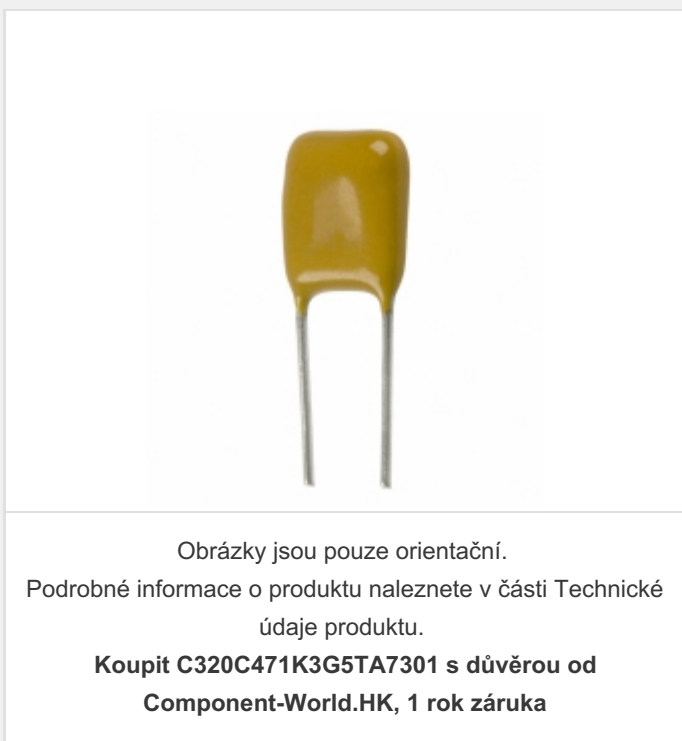 Obrázky jsou pouze orientační.
Podrobné informace o produktu naleznete v části Technické
údaje produktu.
Koupit C320C471K3G5TA7301 s důvěrou od
Component-World.HK, 1 rok záruka